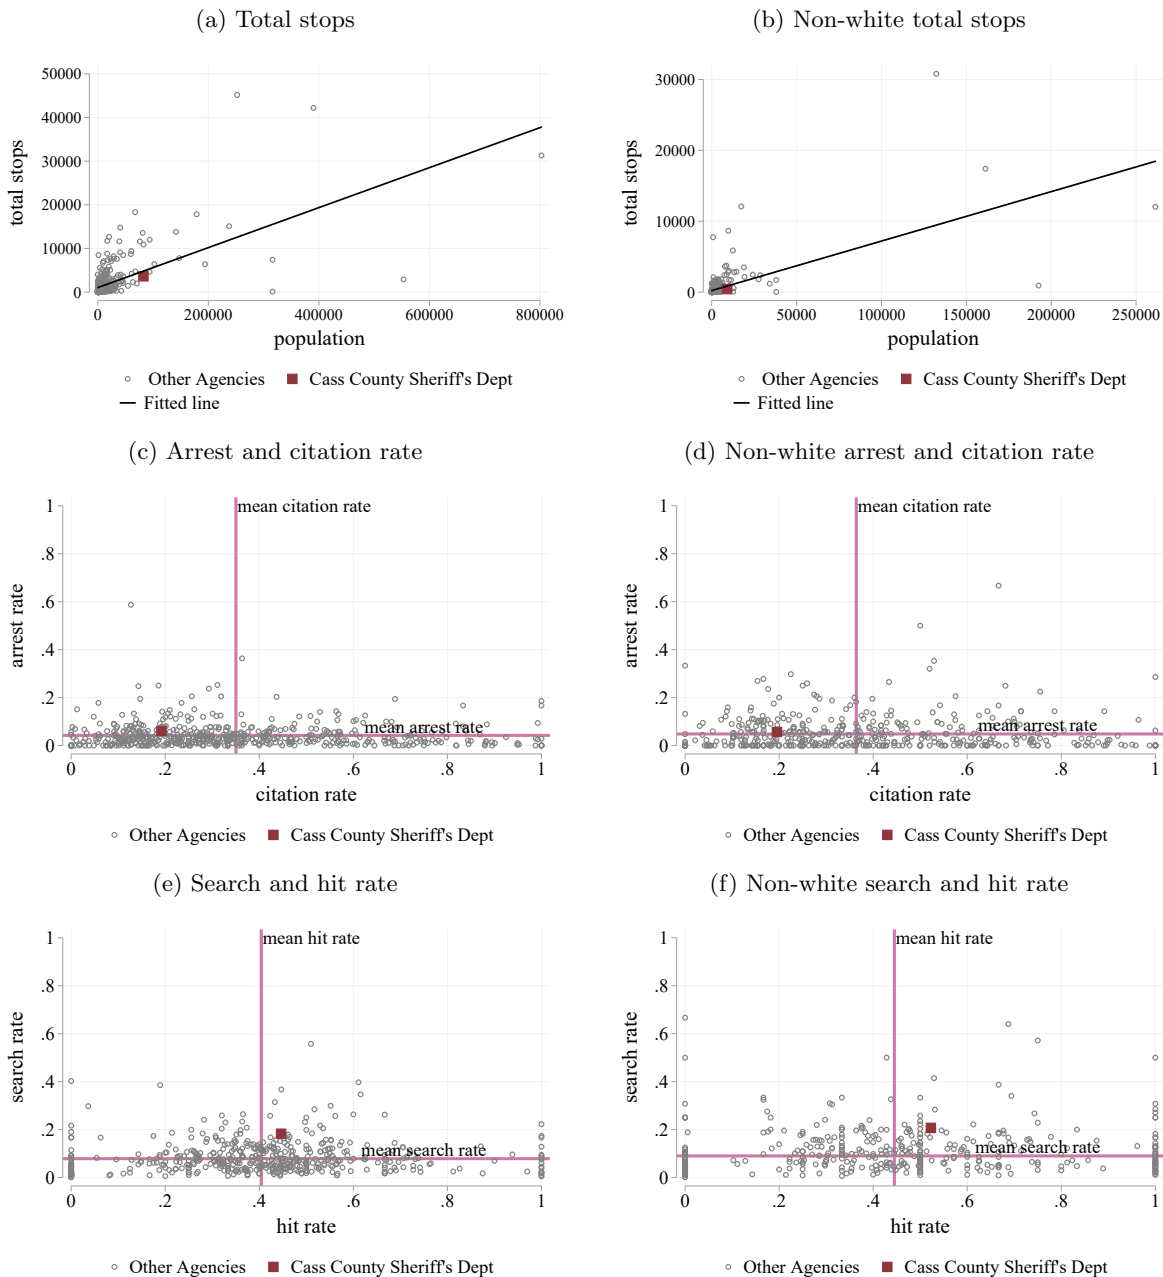 (a) Total stops
50000
40000
30000
20000
10000
0
total stops
0 200000 400000 600000 800000
population
Other Agencies Cass County Sheriff's Dept
Fitted line
(b) Non-white total stops
30000
20000
10000
0
total stops
0 50000 100000 150000 200000 250000
population
Other Agencies Cass County Sheriff's Dept
Fitted line
(c) Arrest and citation rate
mean citation rate
1
.8
.6
.4
.2
0
arrest rate
mean arrest rate
0 .2 .4 .6 .8 1
citation rate
Other Agencies Cass County Sheriff's Dept
(d) Non-white arrest and citation rate
mean citation rate
1
.8
.6
.4
.2
0
arrest rate
mean arrest rate
0 .2 .4 .6 .8 1
citation rate
Other Agencies Cass County Sheriff's Dept
(e) Search and hit rate
mean hit rate
1
.8
.6
.4
.2
0
search rate
mean search rate
0 .2 .4 .6 .8 1
hit rate
Other Agencies Cass County Sheriff's Dept
(f) Non-white search and hit rate
mean hit rate
1
.8
.6
.4
.2
0
search rate
mean search rate
0 .2 .4 .6 .8 1
hit rate
Other Agencies Cass County Sheriff's Dept